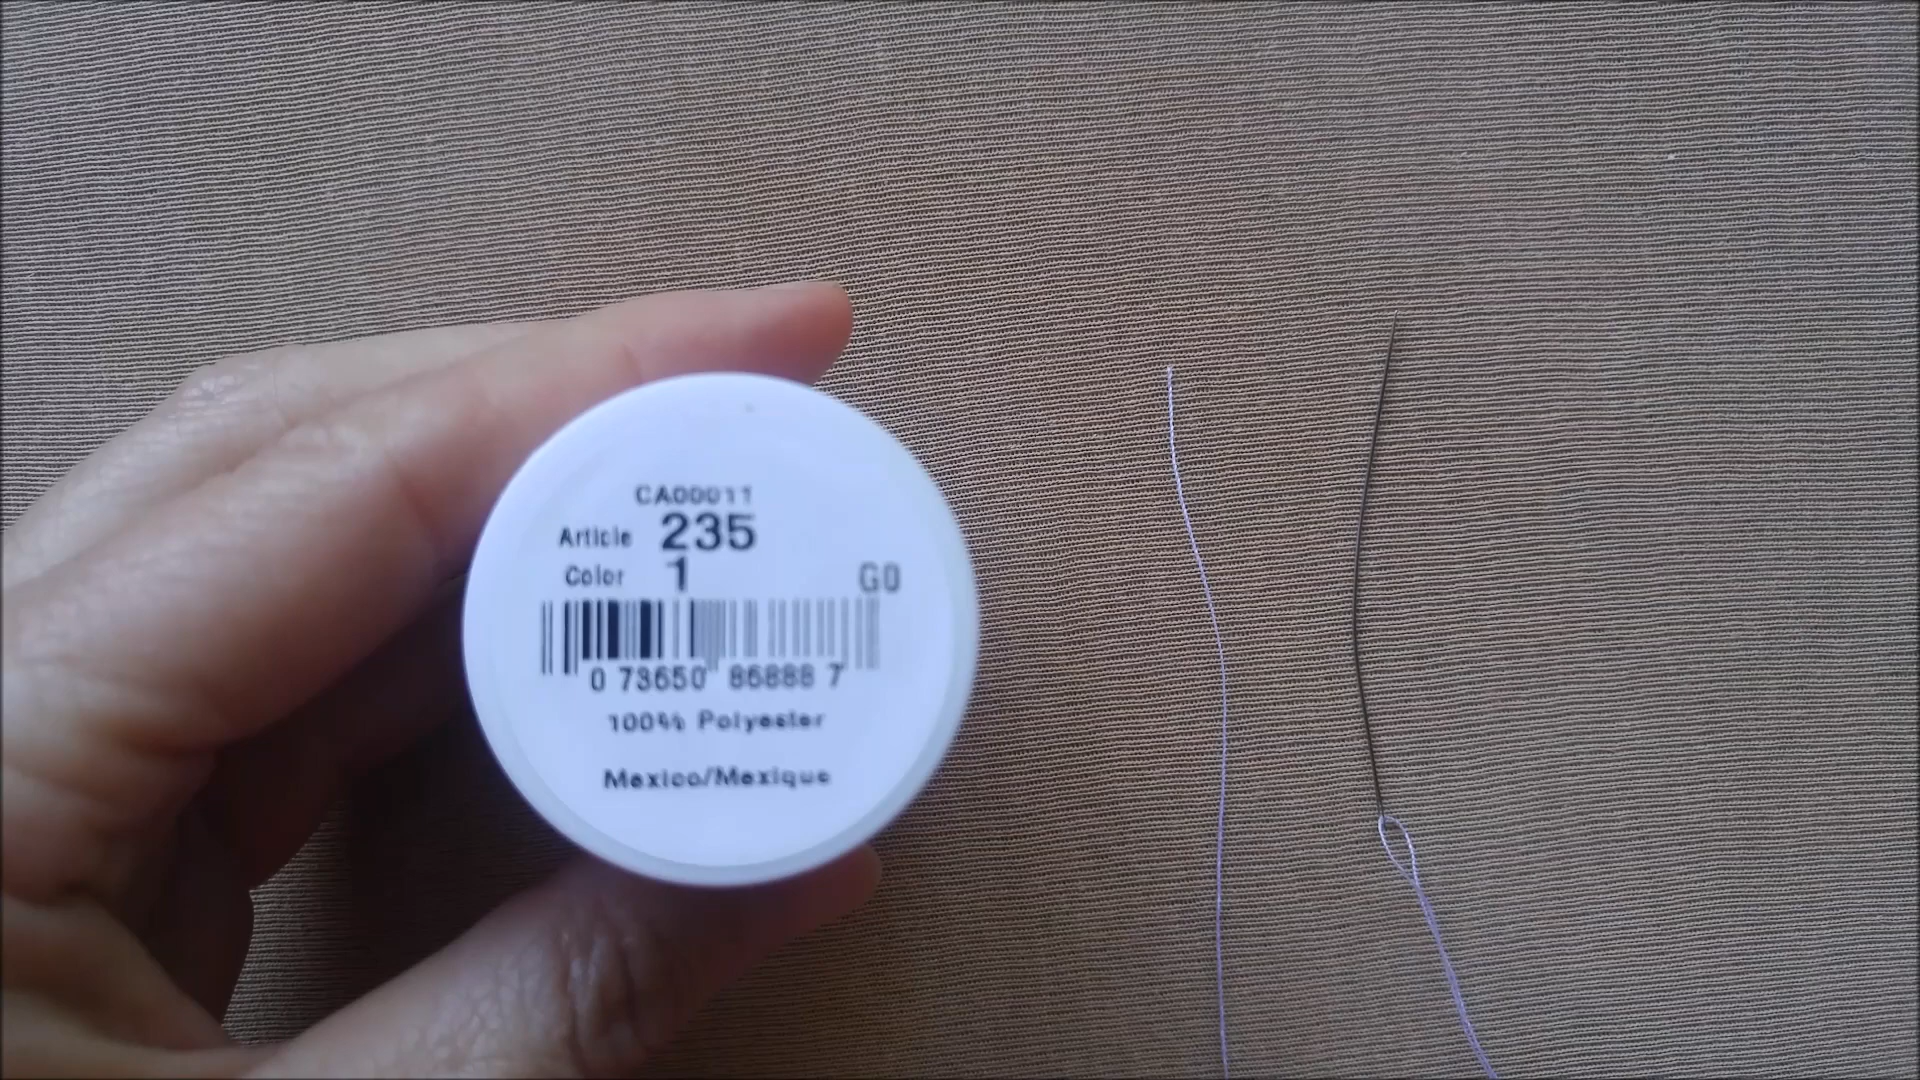 CA00011
Article 235
Color 1 G0
0 73650 86888 7
100% Polyester
Mexico/Mexique